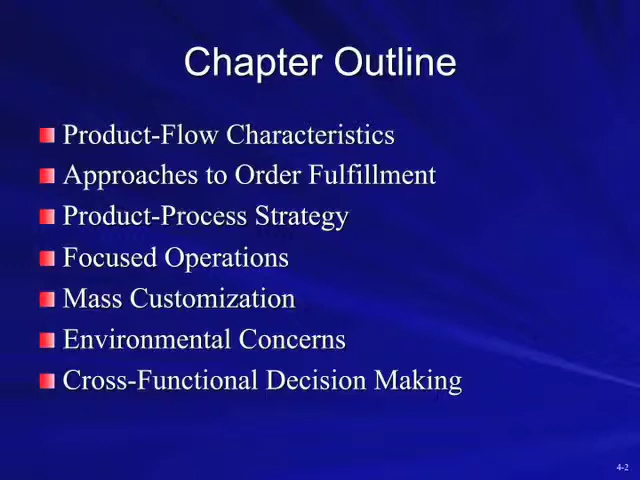 Chapter Outline
Product-Flow Characteristics
Approaches to Order Fulfillment
Product-Process Strategy
Focused Operations
Mass Customization
Environmental Concerns
Cross-Functional Decision Making
4-2